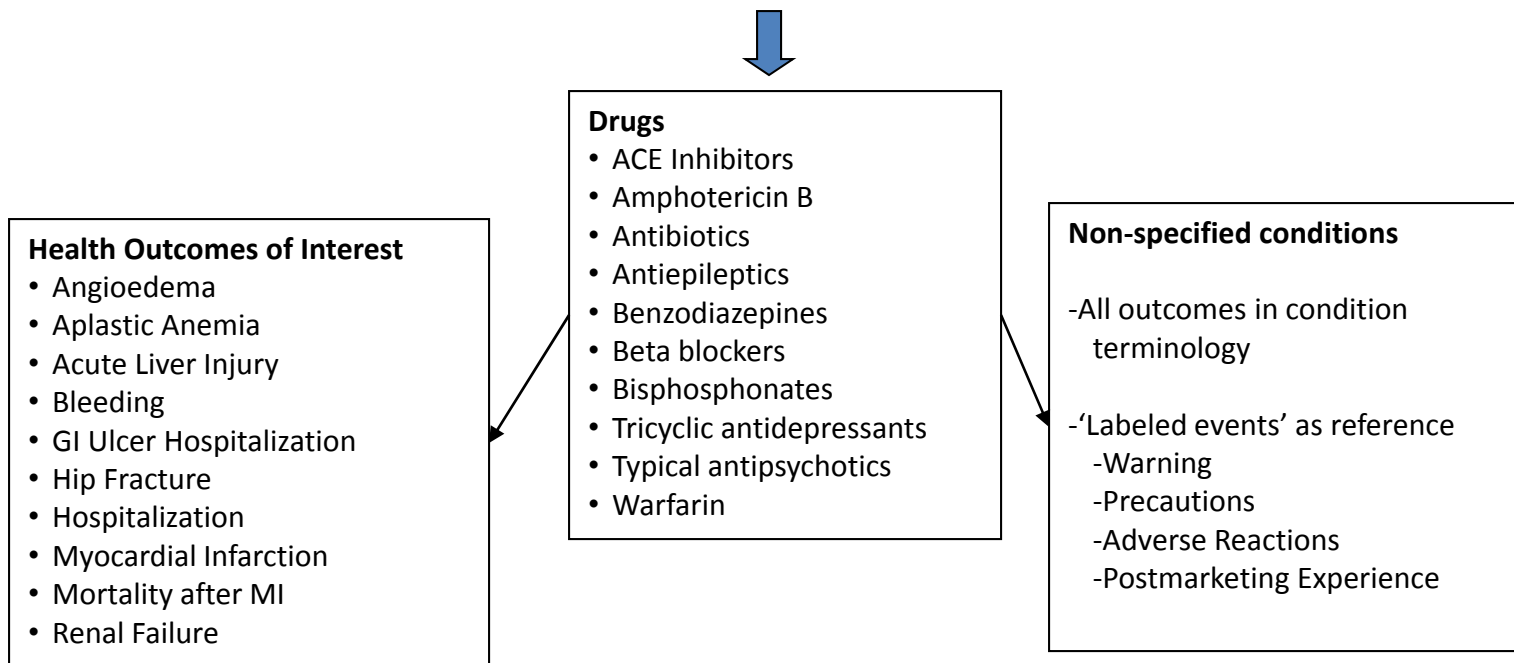 Drugs
• ACE Inhibitors
• Amphotericin B
• Antibiotics
• Antiepileptics
• Benzodiazepines
• Beta blockers
• Bisphosphonates
• Tricyclic antidepressants
• Typical antipsychotics
• Warfarin
Health Outcomes of Interest
• Angioedema
• Aplastic Anemia
• Acute Liver Injury
• Bleeding
• GI Ulcer Hospitalization
• Hip Fracture
• Hospitalization
• Myocardial Infarction
• Mortality after MI
• Renal Failure
Non-specified conditions
-All outcomes in condition
terminology
-‘Labeled events’ as reference
-Warning
-Precautions
-Adverse Reactions
-Postmarketing Experience